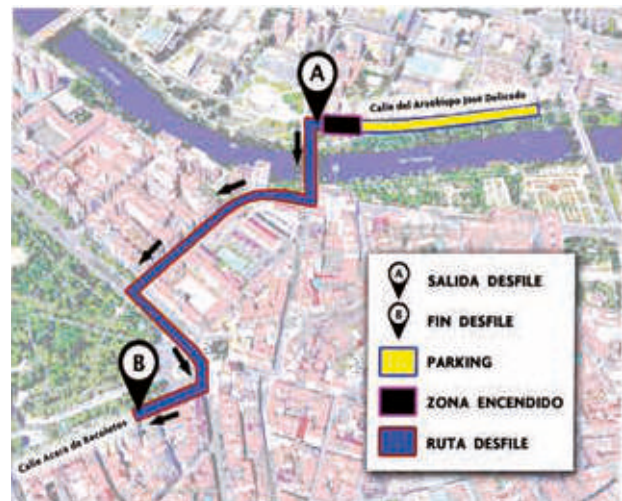 A
Calle del Arzobispo José Delicado
A
SALIDA DESFILE
B
FIN DESFILE
PARKING
ZONA ENCENDIDO
RUTA DESFILE
B
Calle Acera de Recoletos